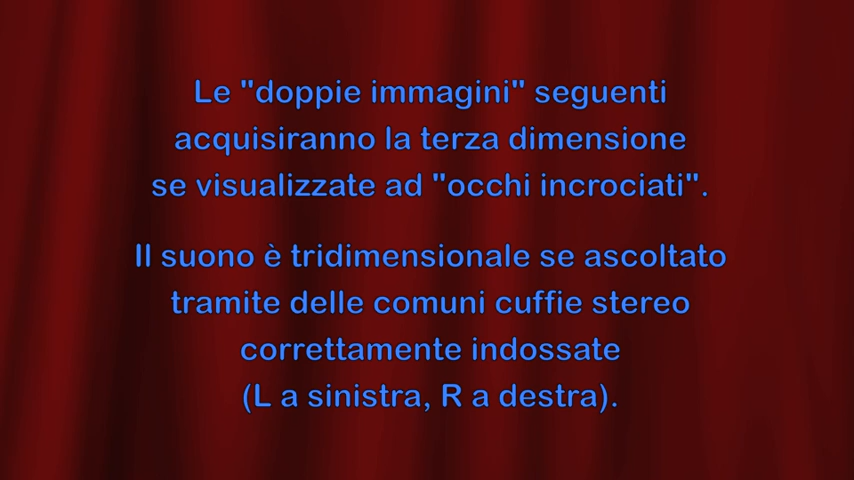 Le "doppie immagini" seguenti
acquisiranno la terza dimensione
se visualizzate ad "occhi incrociati".
Il suono è tridimensionale se ascoltato
tramite delle comuni cuffie stereo
correttamente indossate
(L a sinistra, R a destra).